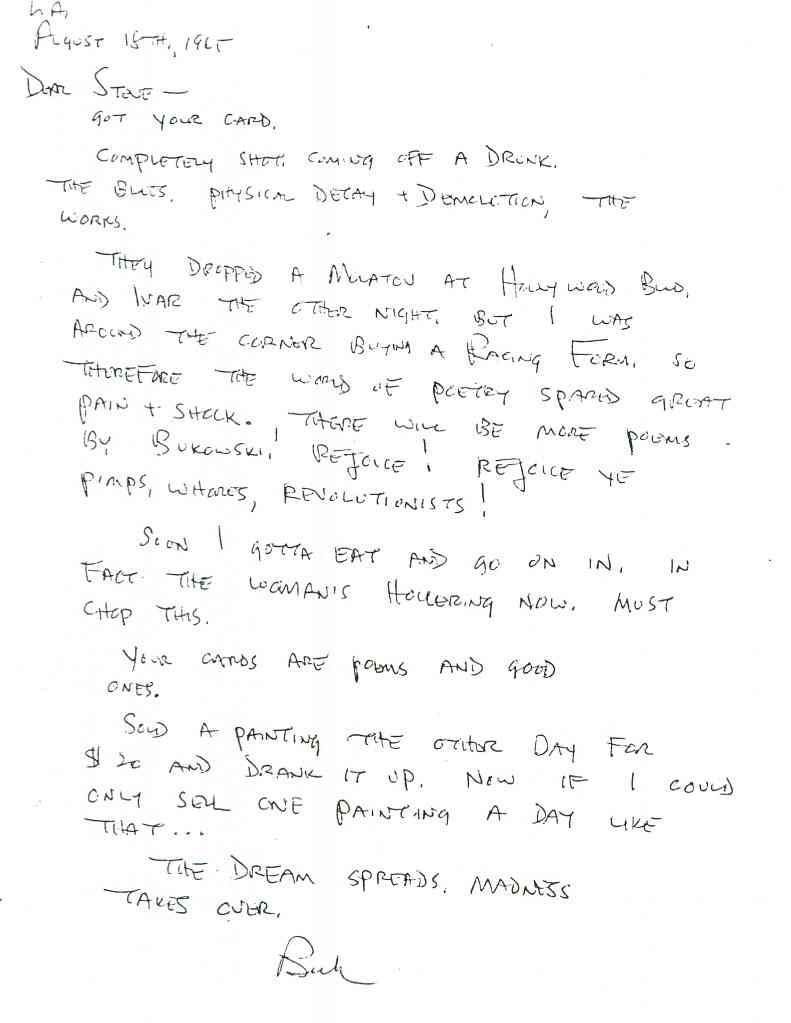 L.A,
August 15th, 1965
Dear Steve —
got your card.
Completely shot. Coming off a drunk.
The blues. physical decay + demolition, the
works.
They dropped a Molotov at Hollywood Blvd.
and Ivar the other night. But I was
around the corner buying a Racing Form. so
therefore the world of poetry spared great
pain + shock. There will be more poems
by Bukowski! Rejoice! Rejoice ye
pimps, whores, revolutionists!
Soon I gotta eat and go on in. In
fact the woman's hollering now. Must
chop this.
Your cards are poems and good
ones.
Sold a painting the other day for
$20 and drank it up. Now if I could
only sell one painting a day like
that...
The dream spreads. Madness
takes over.
Buk